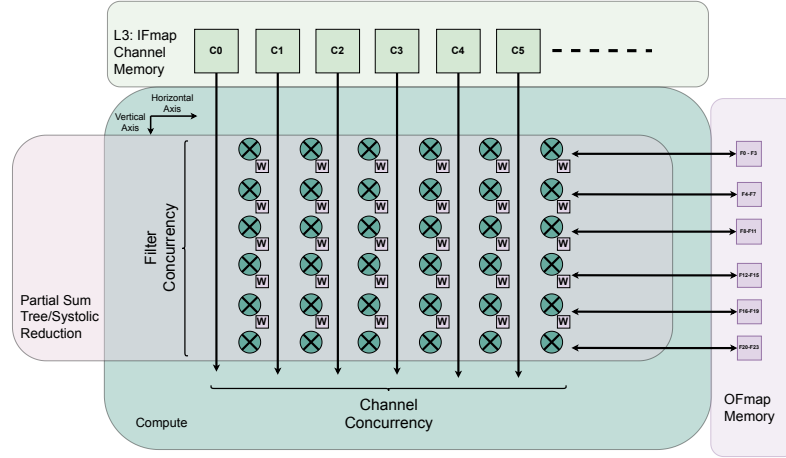 L3: IFmap
Channel
Memory
C0 C1 C2 C3 C4 C5
Horizontal
Axis
Vertical
Axis
W W W W W W
F0 - F3
W W W W W W
F4-F7
W W W W W W
F8-F11
W W W W W W
F12-F15
W W W W W W
F16-F19
F20-F23
Filter
Concurrency
Partial Sum
Tree/Systolic
Reduction
Channel
Concurrency
Compute
OFmap
Memory